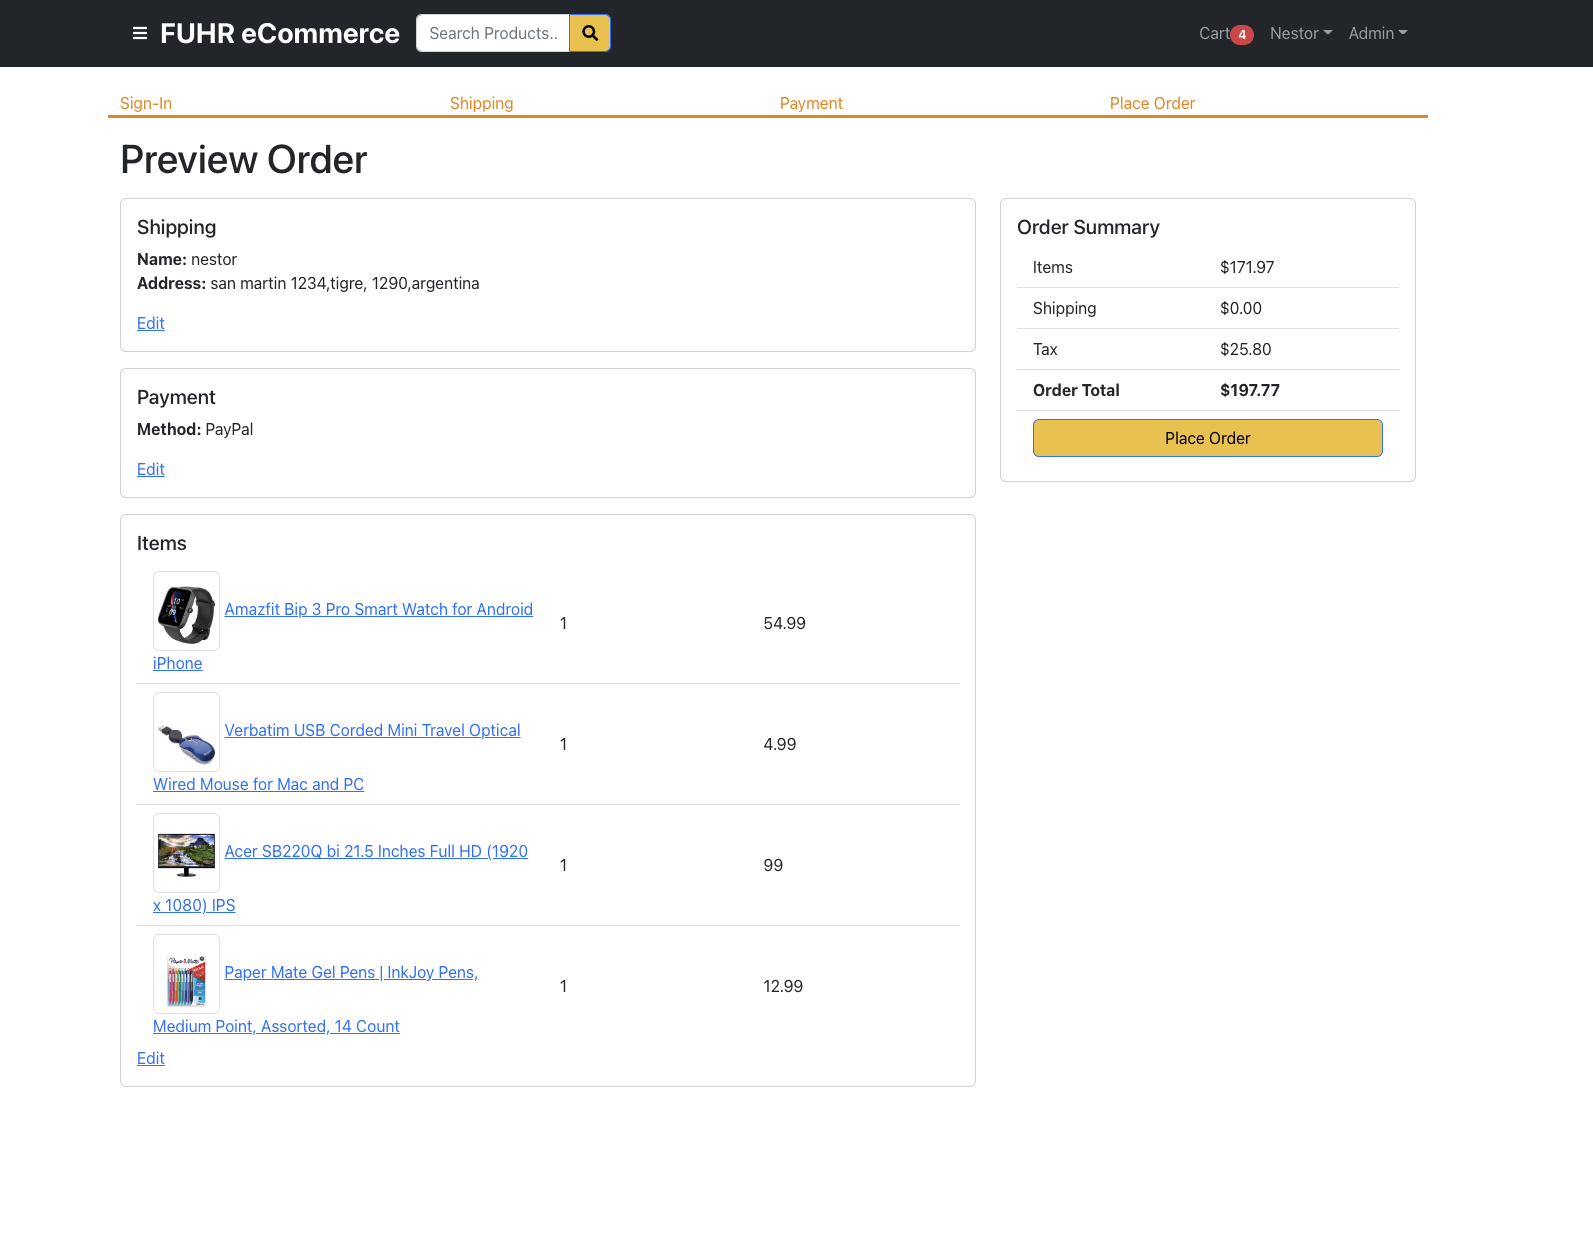 FUHR eCommerce
Search Products..
Cart 4
Nestor
Admin
Sign-In
Shipping
Payment
Place Order
Preview Order
Shipping
Name: nestor
Address: san martin 1234,tigre, 1290,argentina
Edit
Payment
Method: PayPal
Edit
Items
Amazfit Bip 3 Pro Smart Watch for Android
iPhone
1
54.99
Verbatim USB Corded Mini Travel Optical
Wired Mouse for Mac and PC
1
4.99
Acer SB220Q bi 21.5 Inches Full HD (1920
x 1080) IPS
1
99
Paper Mate Gel Pens | InkJoy Pens,
Medium Point, Assorted, 14 Count
1
12.99
Edit
Order Summary
Items $171.97
Shipping $0.00
Tax $25.80
Order Total $197.77
Place Order